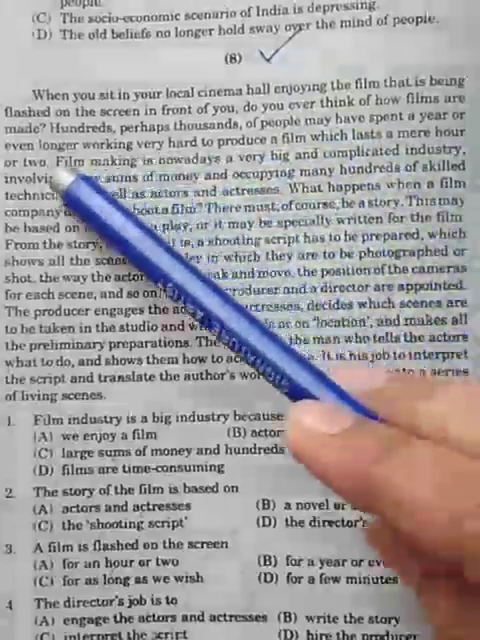 people.
(C) The socio-economic scenario of India is depressing.
(D) The old beliefs no longer hold sway over the mind of people.
(8)
When you sit in your local cinema hall enjoying the film that is being
flashed on the screen in front of you, do you ever think of how films are
made? Hundreds, perhaps thousands, of people may have spent a year or
even longer working very hard to produce a film which lasts a mere hour
or two. Film making is nowadays a very big and complicated industry,
sums of money and occupying many hundreds of skilled
as actors and actresses. What happens when a film
company a film? There must, of course, be a story. This may
be based on play, or it may be specially written for the film
From the story, it is, a shooting script has to be prepared, which
shows all the in which they are to be photographed or
shot, the way the and move, the position of the cameras
for each scene, and so on. producer and a director are appointed.
The producer engages the decides which scenes are
to be taken in the studio and on 'location', and makes all
the preliminary preparations. The the man who tells the actors
what to do, and shows them how to It is his job to interpret
the script and translate the author's a series
of living scenes.
1. Film industry is a big industry because
(A) we enjoy a film (B) actor
(C) large sums of money and hundreds
(D) films are time-consuming
2. The story of the film is based on
(A) actors and actresses (B) a novel or
(C) the 'shooting script' (D) the director's
3. A film is flashed on the screen
(A) for an hour or two (B) for a year or
(C) for as long as we wish (D) for a few minutes
4. The director's job is to
(A) engage the actors and actresses (B) write the story
(C) interpret the script (D) hire the producer